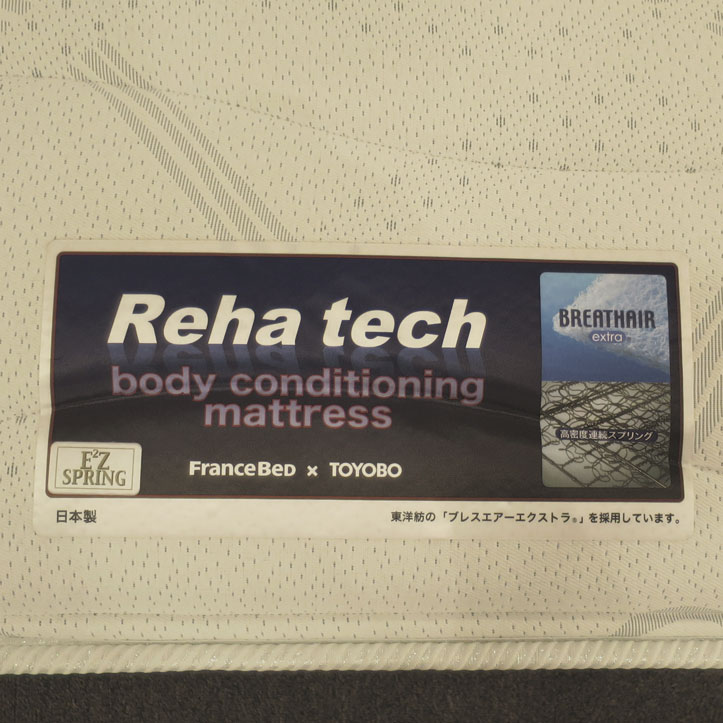 Reha tech
body conditioning
mattress
FranceBeD × TOYOBO
E²Z
SPRING
BREATHAIR
extra
高密度連続スプリング
日本製
東洋紡の「ブレスエアーエクストラ®」を採用しています。